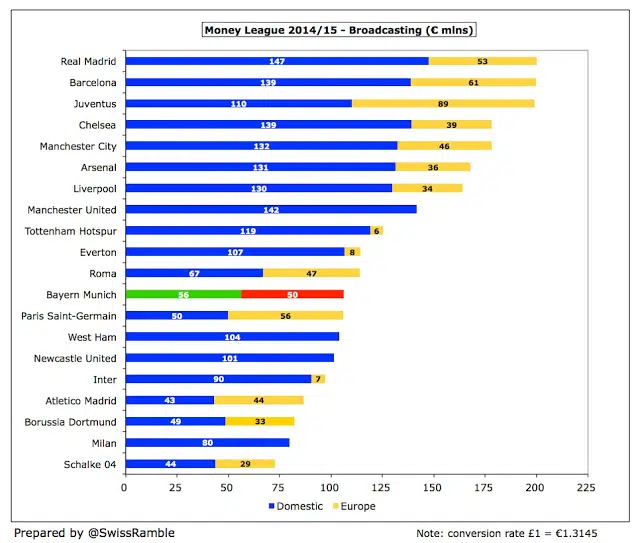 Money League 2014/15 - Broadcasting (€ mlns)
Real Madrid 147 53
Barcelona 139 61
Juventus 110 89
Chelsea 139 39
Manchester City 132 46
Arsenal 131 36
Liverpool 130 34
Manchester United 142
Tottenham Hotspur 119 6
Everton 107 8
Roma 67 47
Bayern Munich 56 50
Paris Saint-Germain 50 56
West Ham 104
Newcastle United 101
Inter 90 7
Atletico Madrid 43 44
Borussia Dortmund 49 33
Milan 80
Schalke 04 44 29
0 25 50 75 100 125 150 175 200 225
Domestic Europe
Prepared by @SwissRamble Note: conversion rate £1 = €1.3145